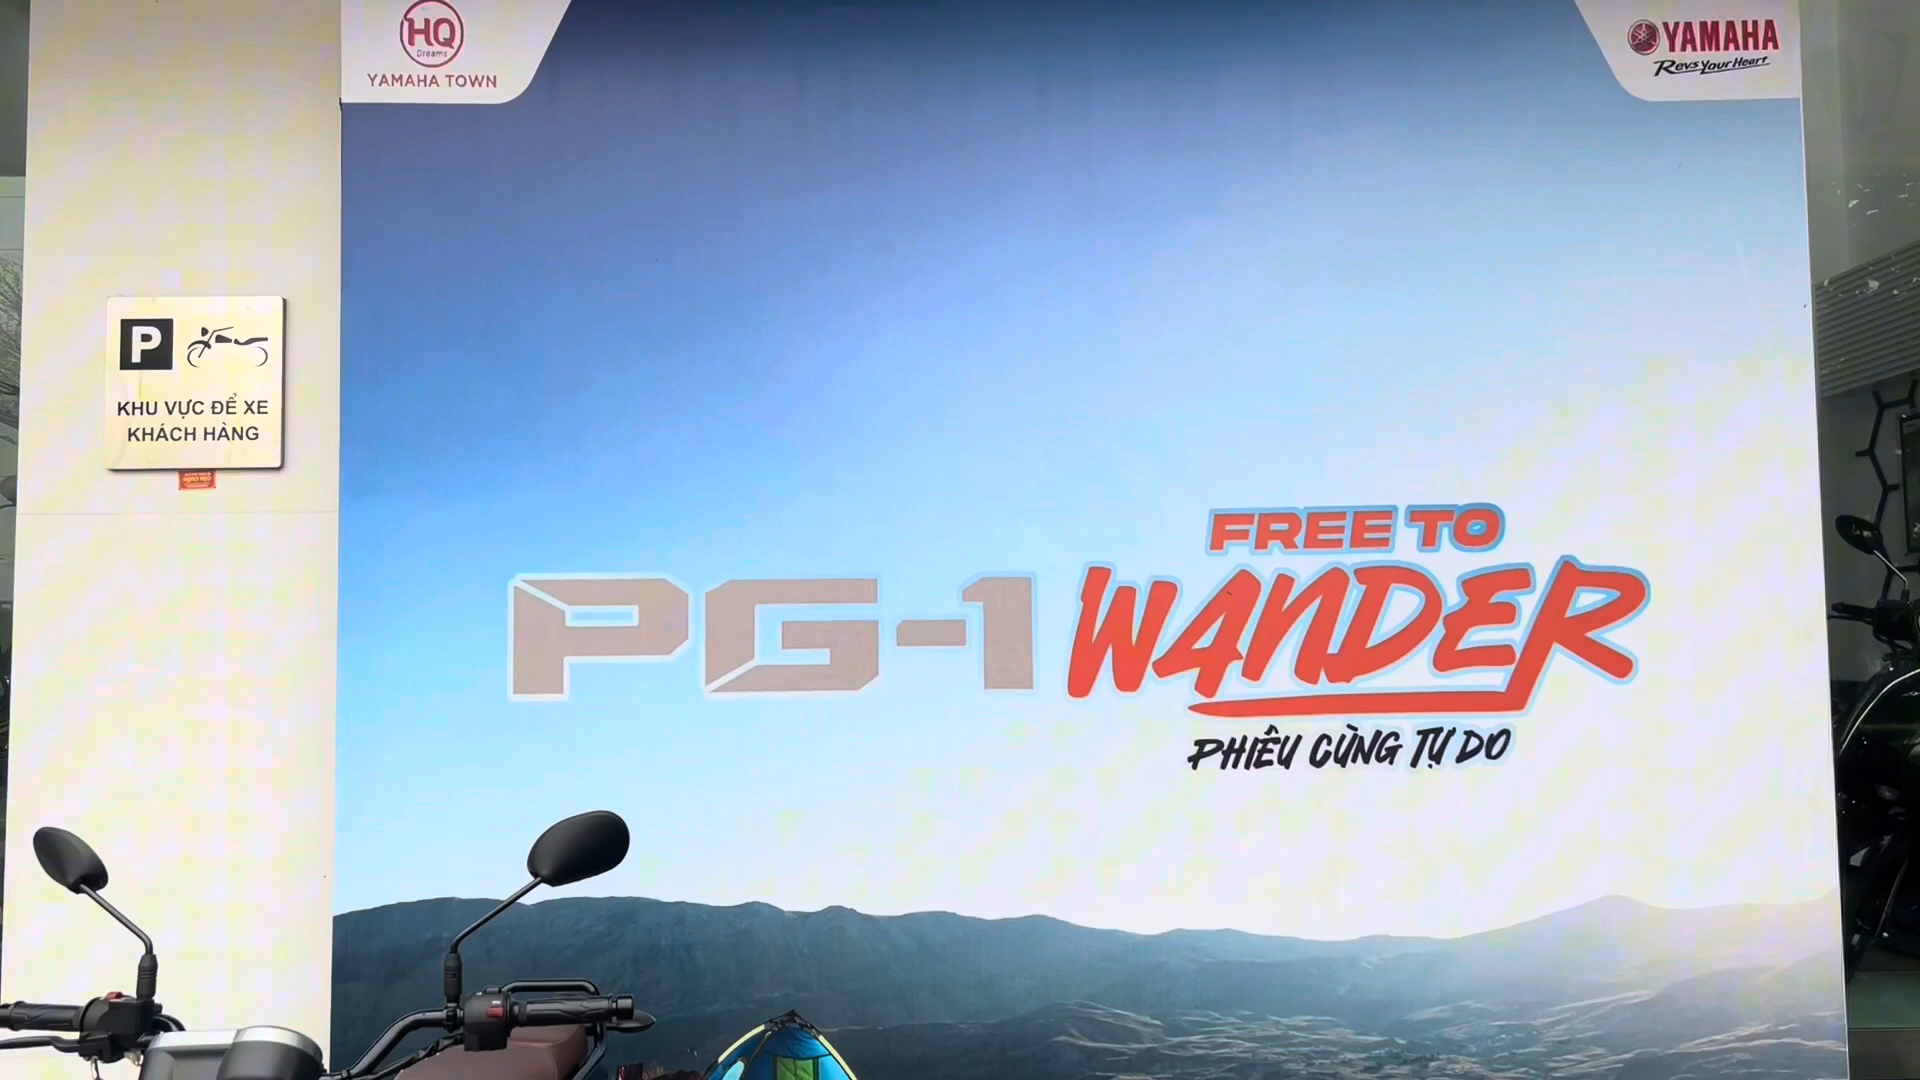 HQ
Dreams
YAMAHA TOWN
YAMAHA
Revs Your Heart
P
KHU VỰC ĐỂ XE
KHÁCH HÀNG
PG-1
FREE TO
WANDER
PHIÊU CÙNG TỰ DO